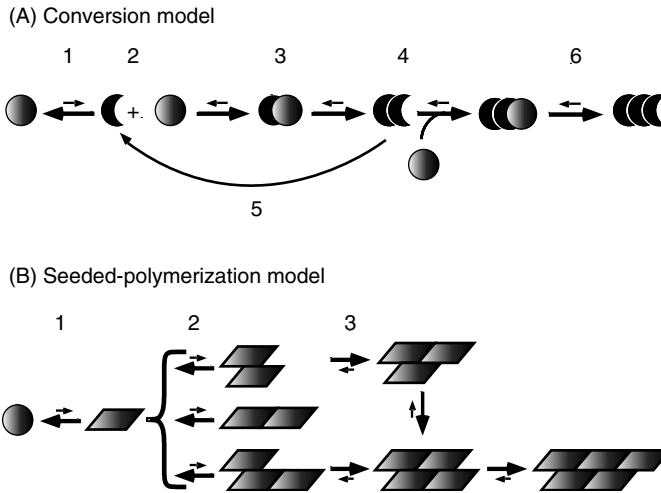 (A) Conversion model
1 2 3 4 6
+.
5
(B) Seeded-polymerization model
1 2 3